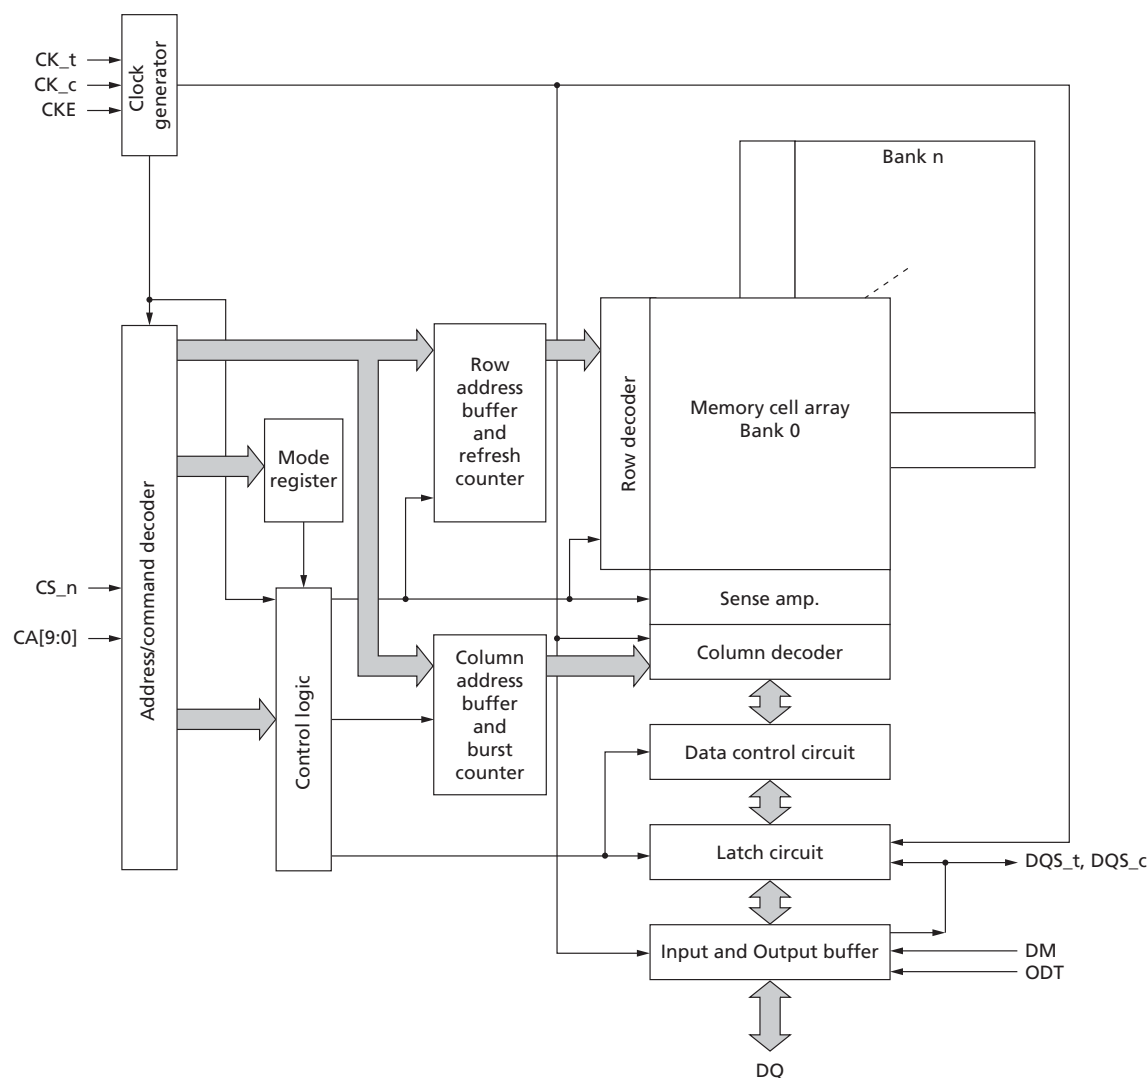 CK_t
CK_c
CKE
Clock
generator
Bank n
Row
address
buffer
and
refresh
counter
Row decoder
Memory cell array
Bank 0
Mode
register
Address/command decoder
CS_n
CA[9:0]
Control logic
Sense amp.
Column decoder
Column
address
buffer
and
burst
counter
Data control circuit
Latch circuit
DQS_t, DQS_c
Input and Output buffer
DM
ODT
DQ